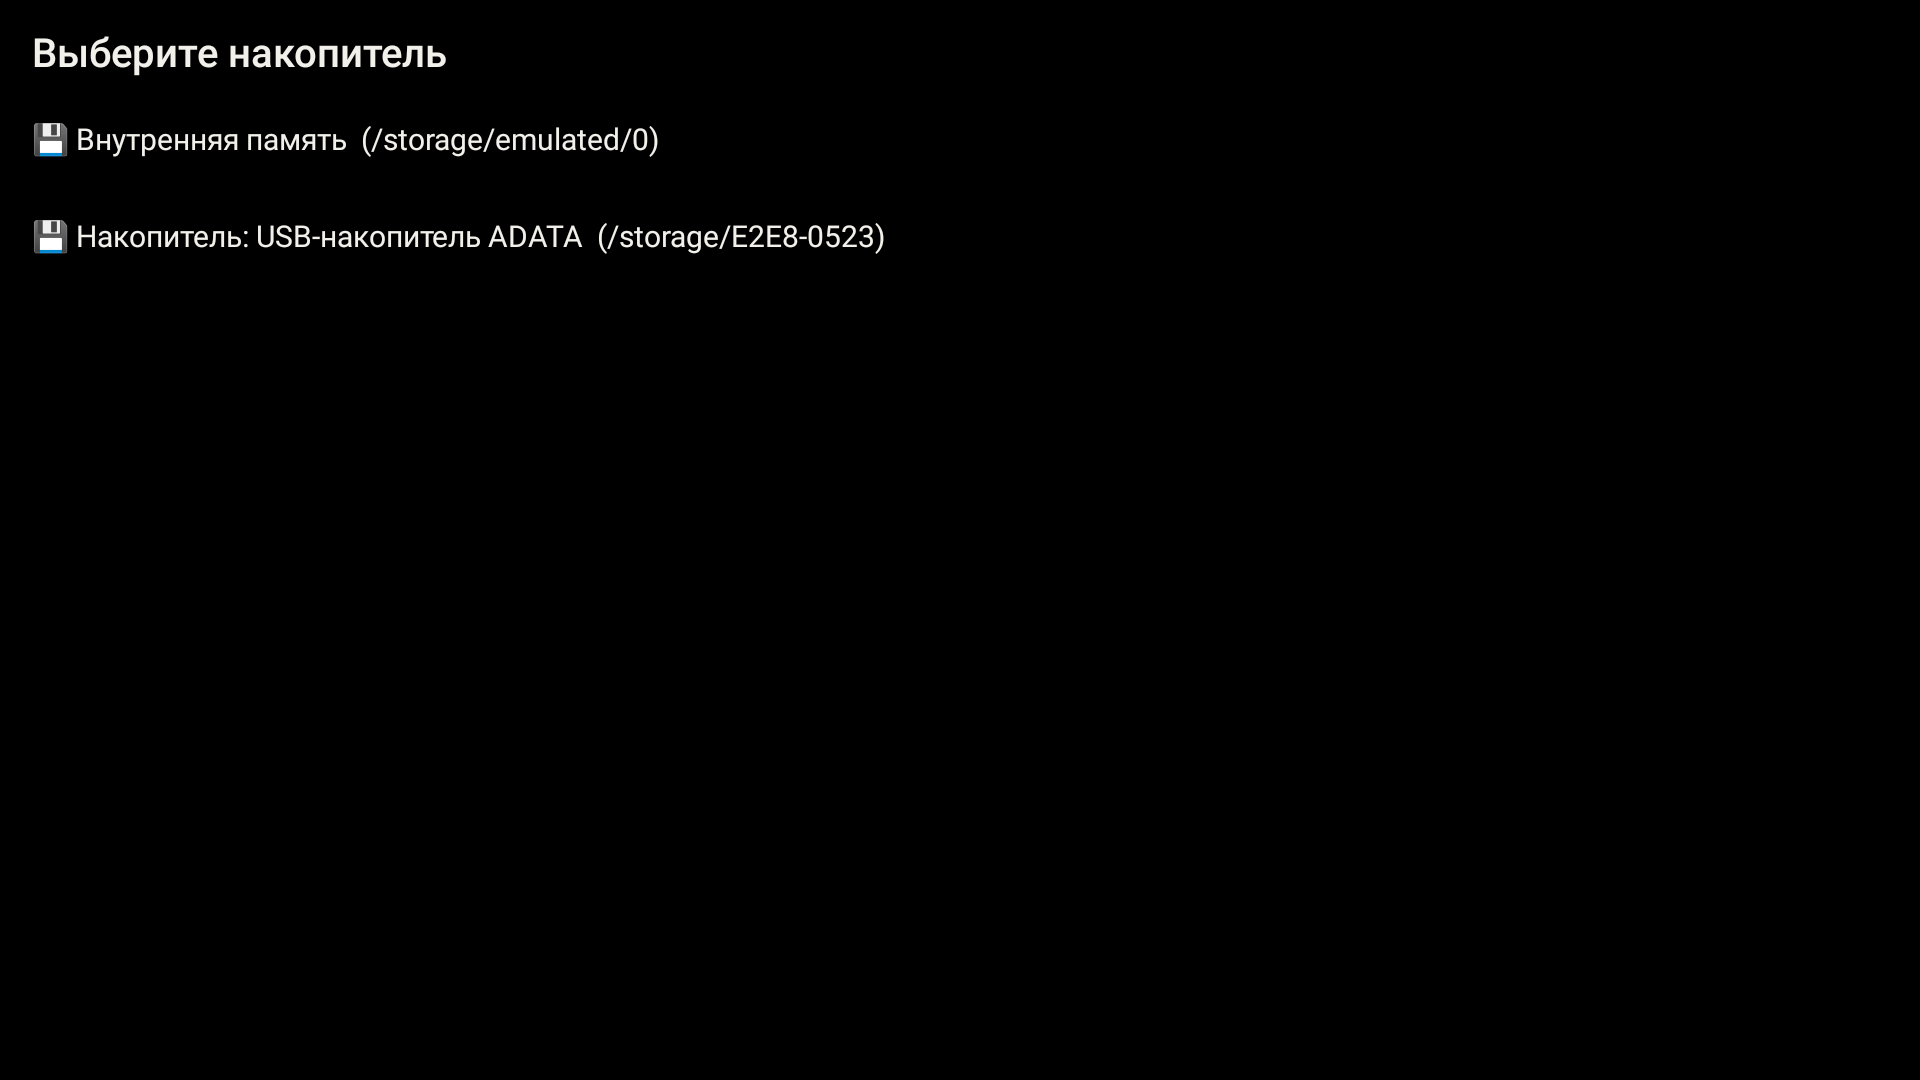 Выберите накопитель
💾 Внутренняя память  (/storage/emulated/0)
💾 Накопитель: USB-накопитель ADATA  (/storage/E2E8-0523)